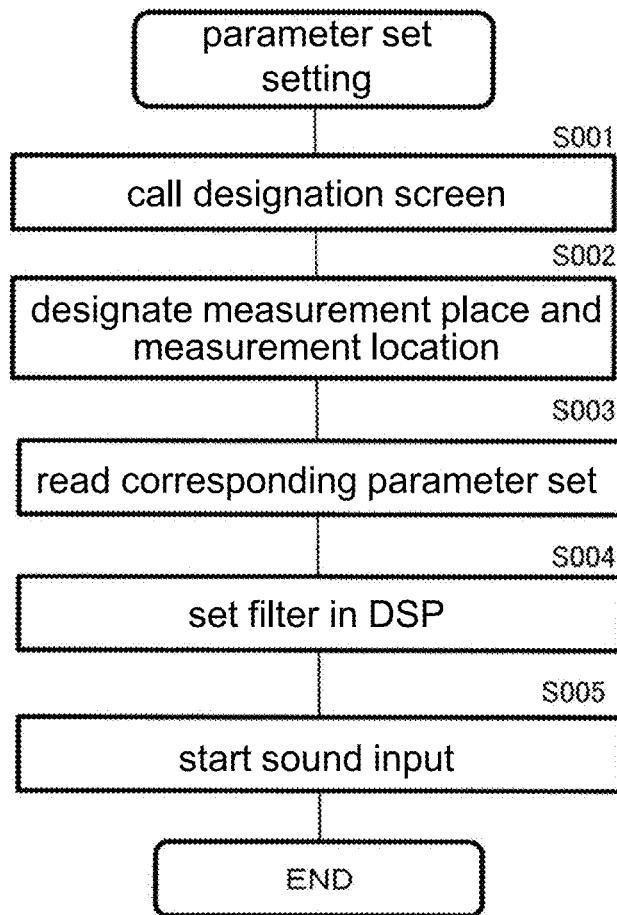 parameter set
setting
S001
call designation screen
S002
designate measurement place and
measurement location
S003
read corresponding parameter set
S004
set filter in DSP
S005
start sound input
END